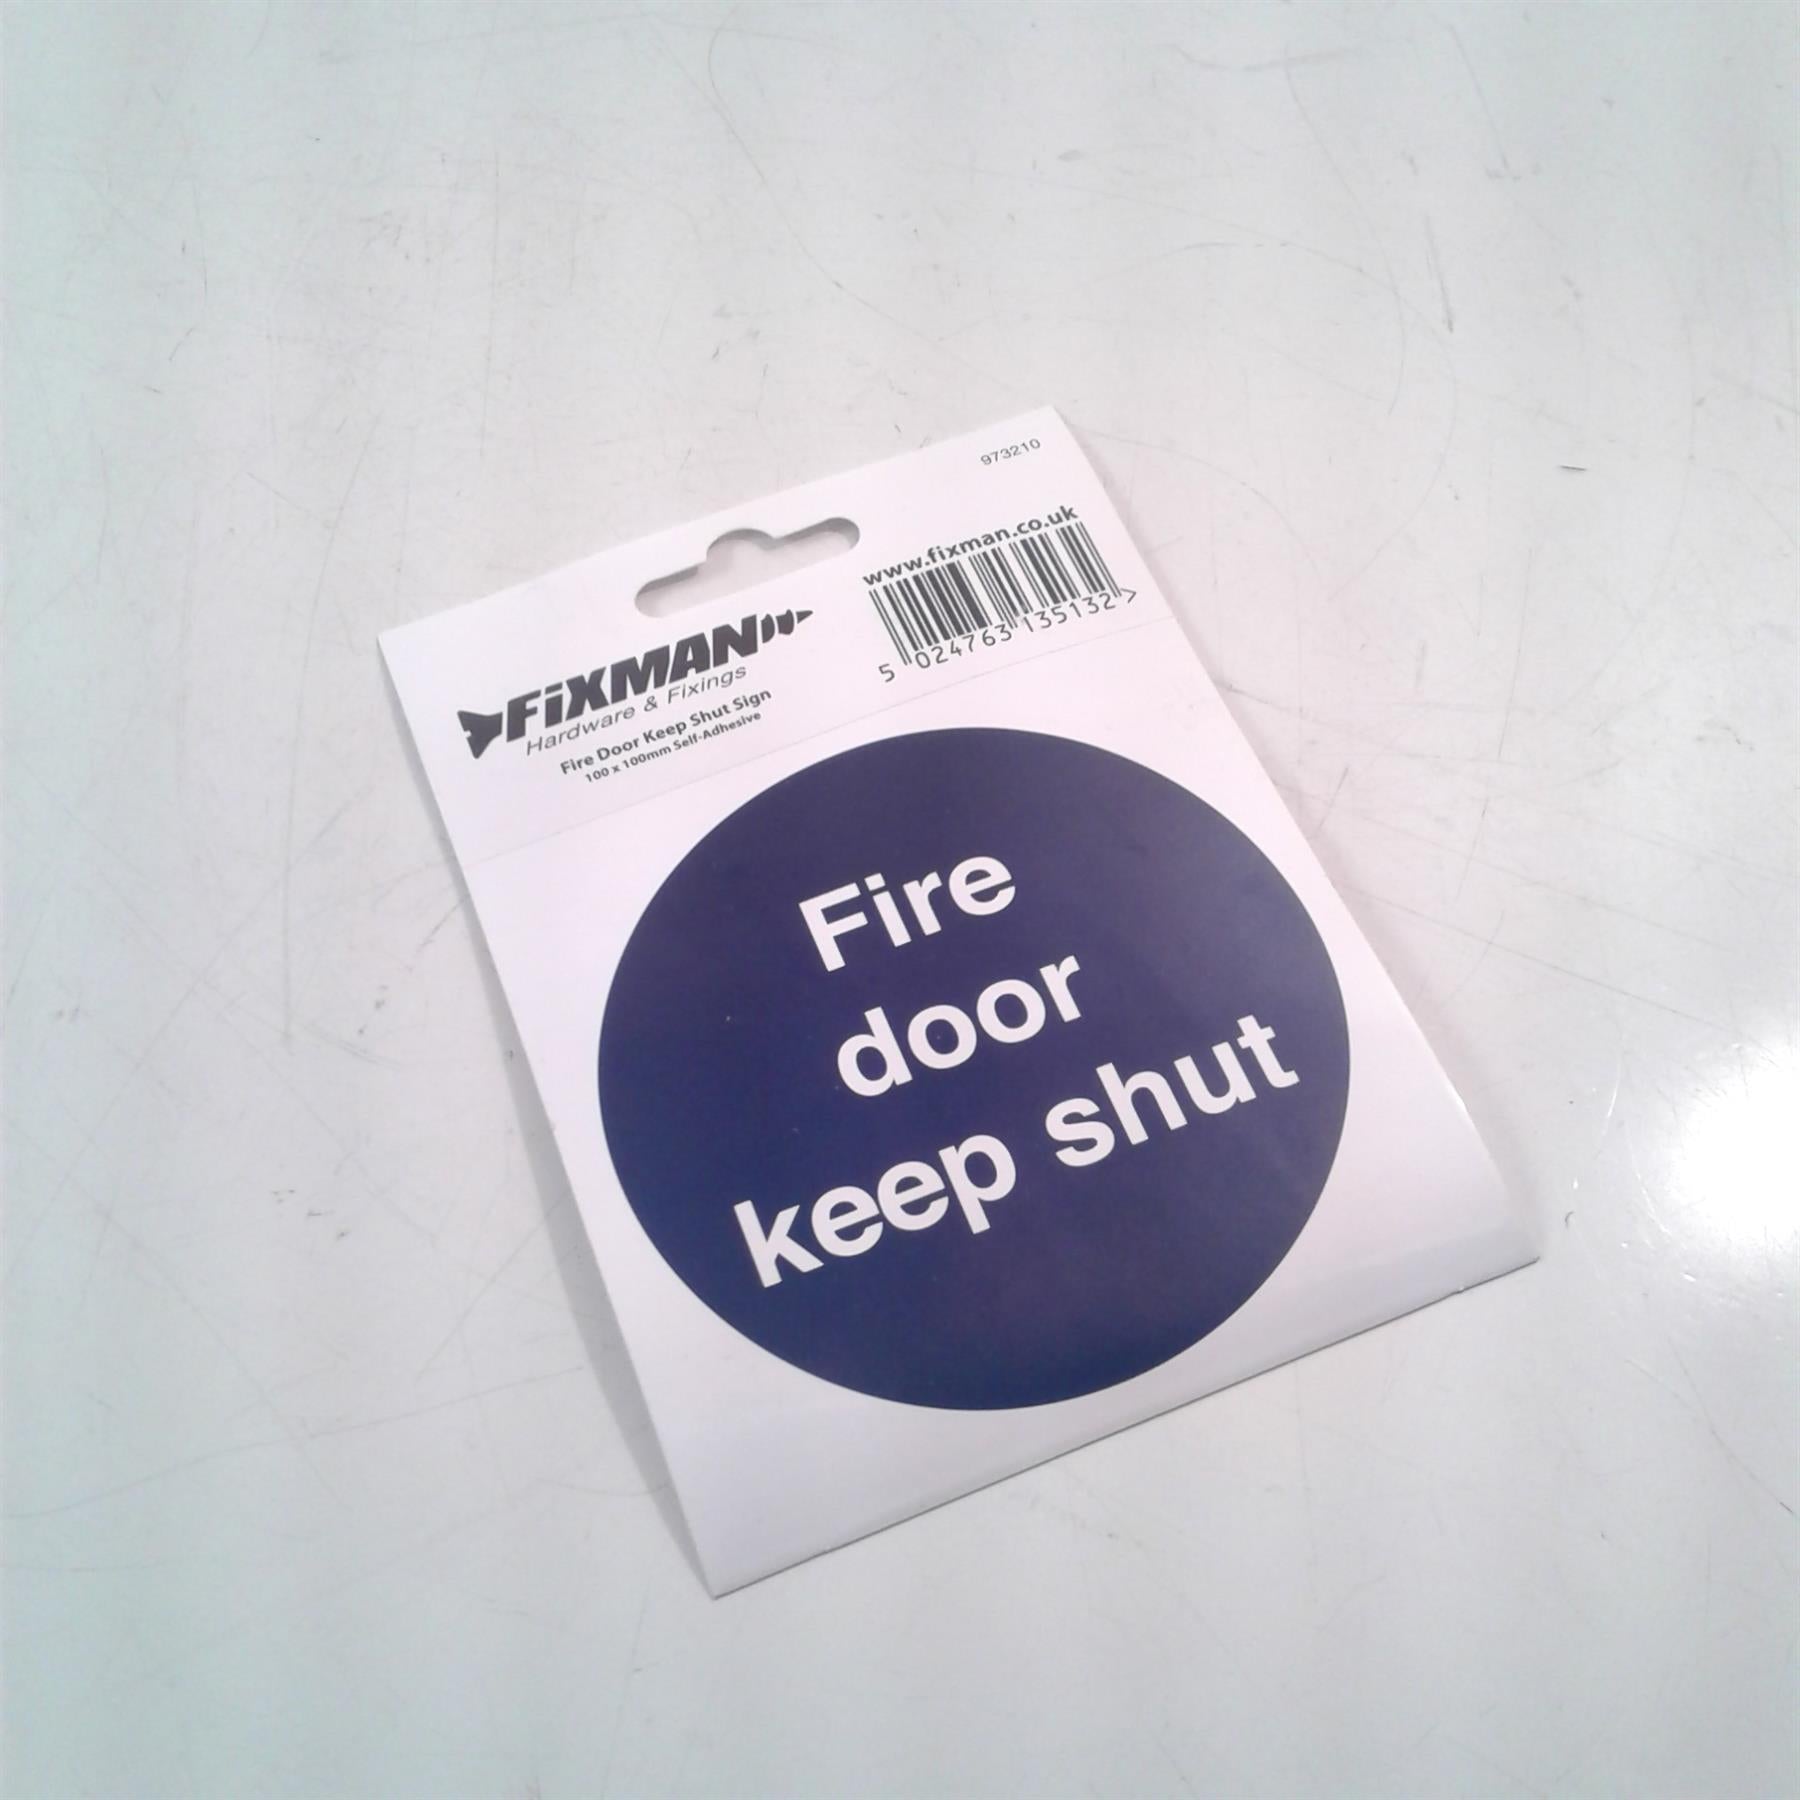 973210
www.fixman.co.uk
5 024763 135132 >
FiXMAN
Hardware & Fixings
Fire Door Keep Shut Sign
100 x 100mm Self-Adhesive
Fire
door
keep shut